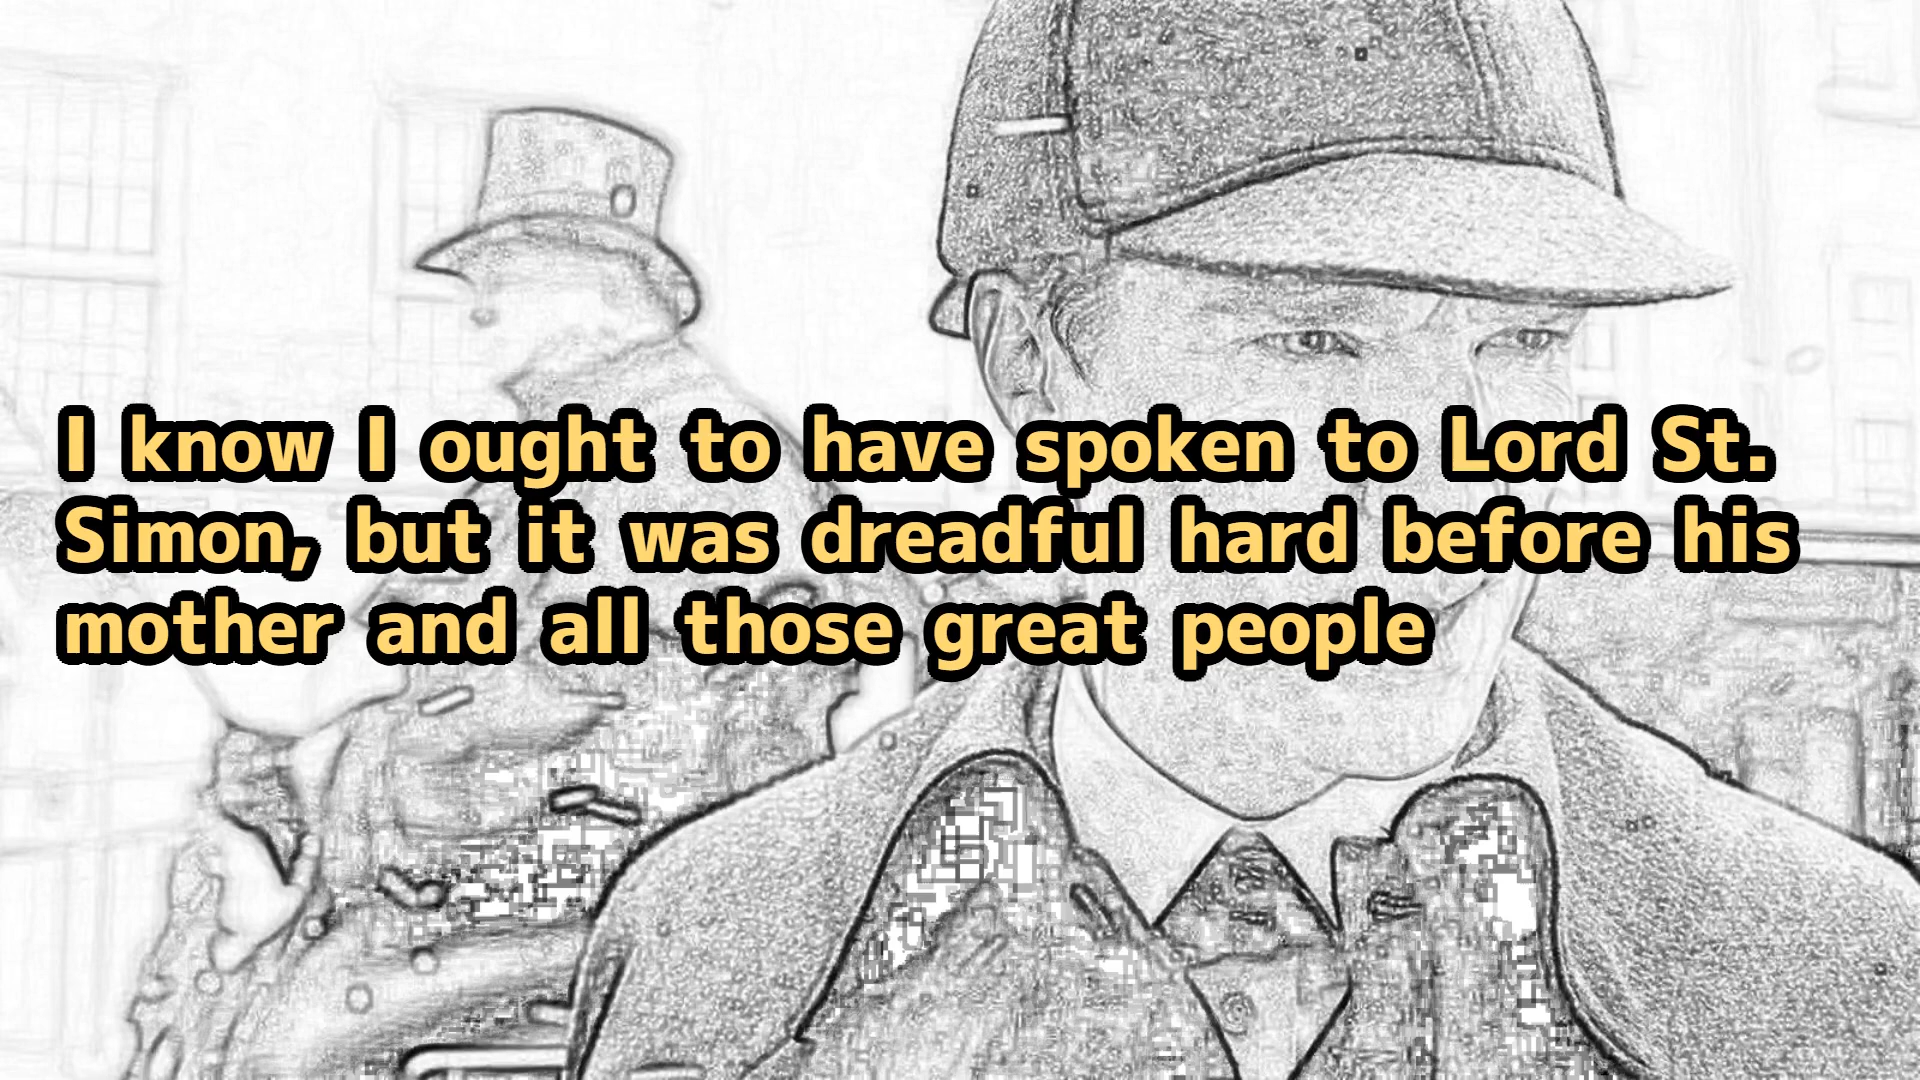 I know I ought to have spoken to Lord St.
Simon, but it was dreadful hard before his
mother and all those great people